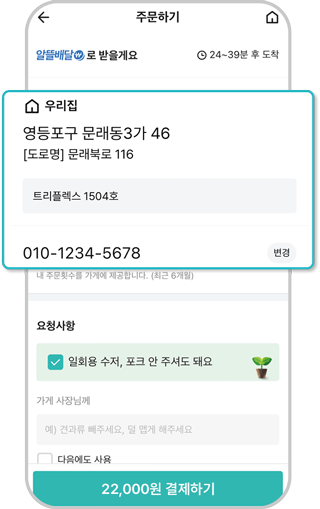 주문하기
알뜰배달로 받을게요
24~39분 후 도착
우리집
영등포구 문래동3가 46
[도로명] 문래북로 116
트리플렉스 1504호
010-1234-5678
변경
내 주문횟수를 가게에 제공합니다. (최근 6개월)
요청사항
일회용 수저, 포크 안 주셔도 돼요
가게 사장님께
예) 견과류 빼주세요, 덜 맵게 해주세요
다음에도 사용
22,000원 결제하기